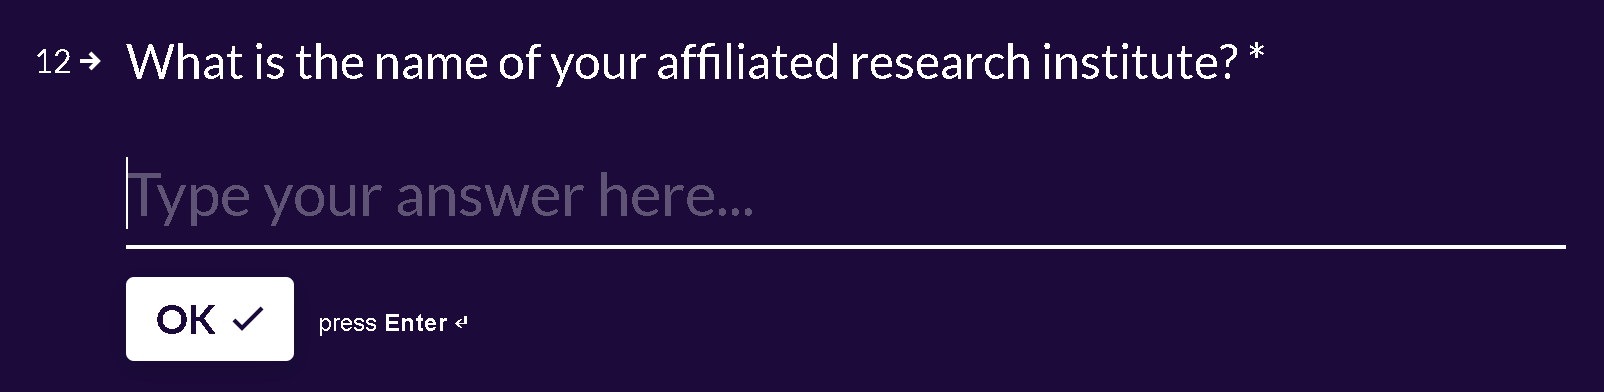 12→ What is the name of your affiliated research institute? *
Type your answer here...
OK ✓ press Enter ↵